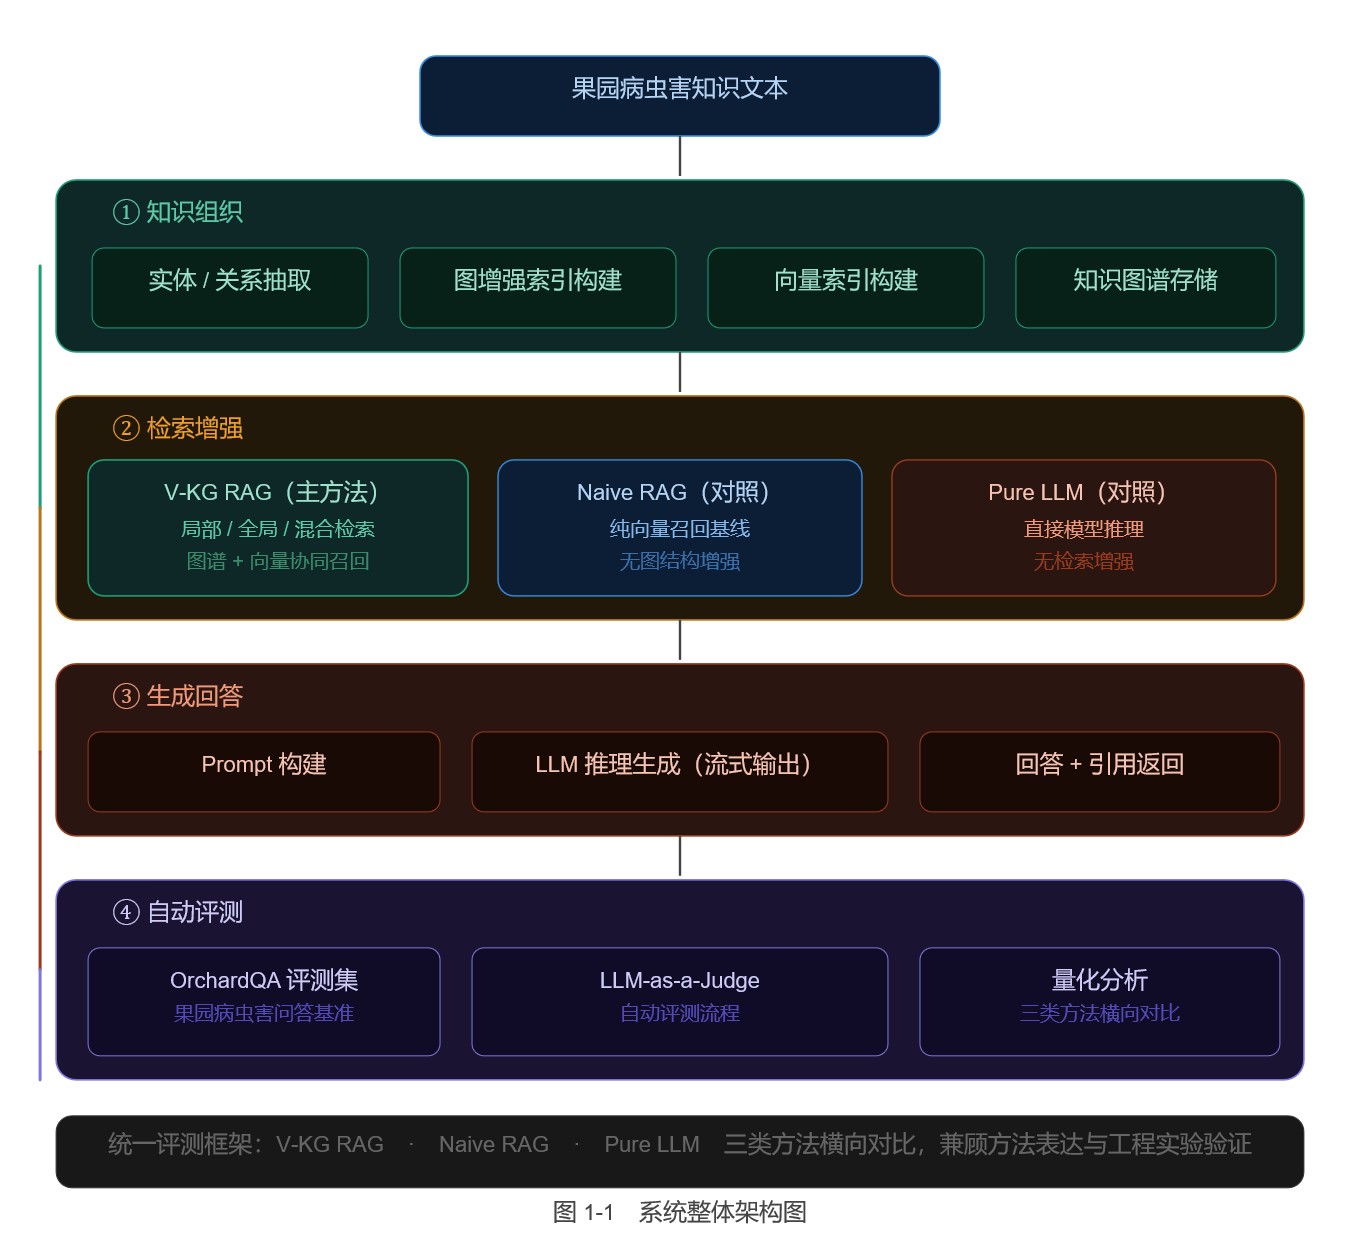 果园病虫害知识文本
① 知识组织
实体 / 关系抽取
图增强索引构建
向量索引构建
知识图谱存储
② 检索增强
V-KG RAG（主方法）
局部 / 全局 / 混合检索
图谱 + 向量协同召回
Naive RAG（对照）
纯向量召回基线
无图结构增强
Pure LLM（对照）
直接模型推理
无检索增强
③ 生成回答
Prompt 构建
LLM 推理生成（流式输出）
回答 + 引用返回
④ 自动评测
OrchardQA 评测集
果园病虫害问答基准
LLM-as-a-Judge
自动评测流程
量化分析
三类方法横向对比
统一评测框架：V-KG RAG · Naive RAG · Pure LLM 三类方法横向对比，兼顾方法表达与工程实验验证
图 1-1 系统整体架构图